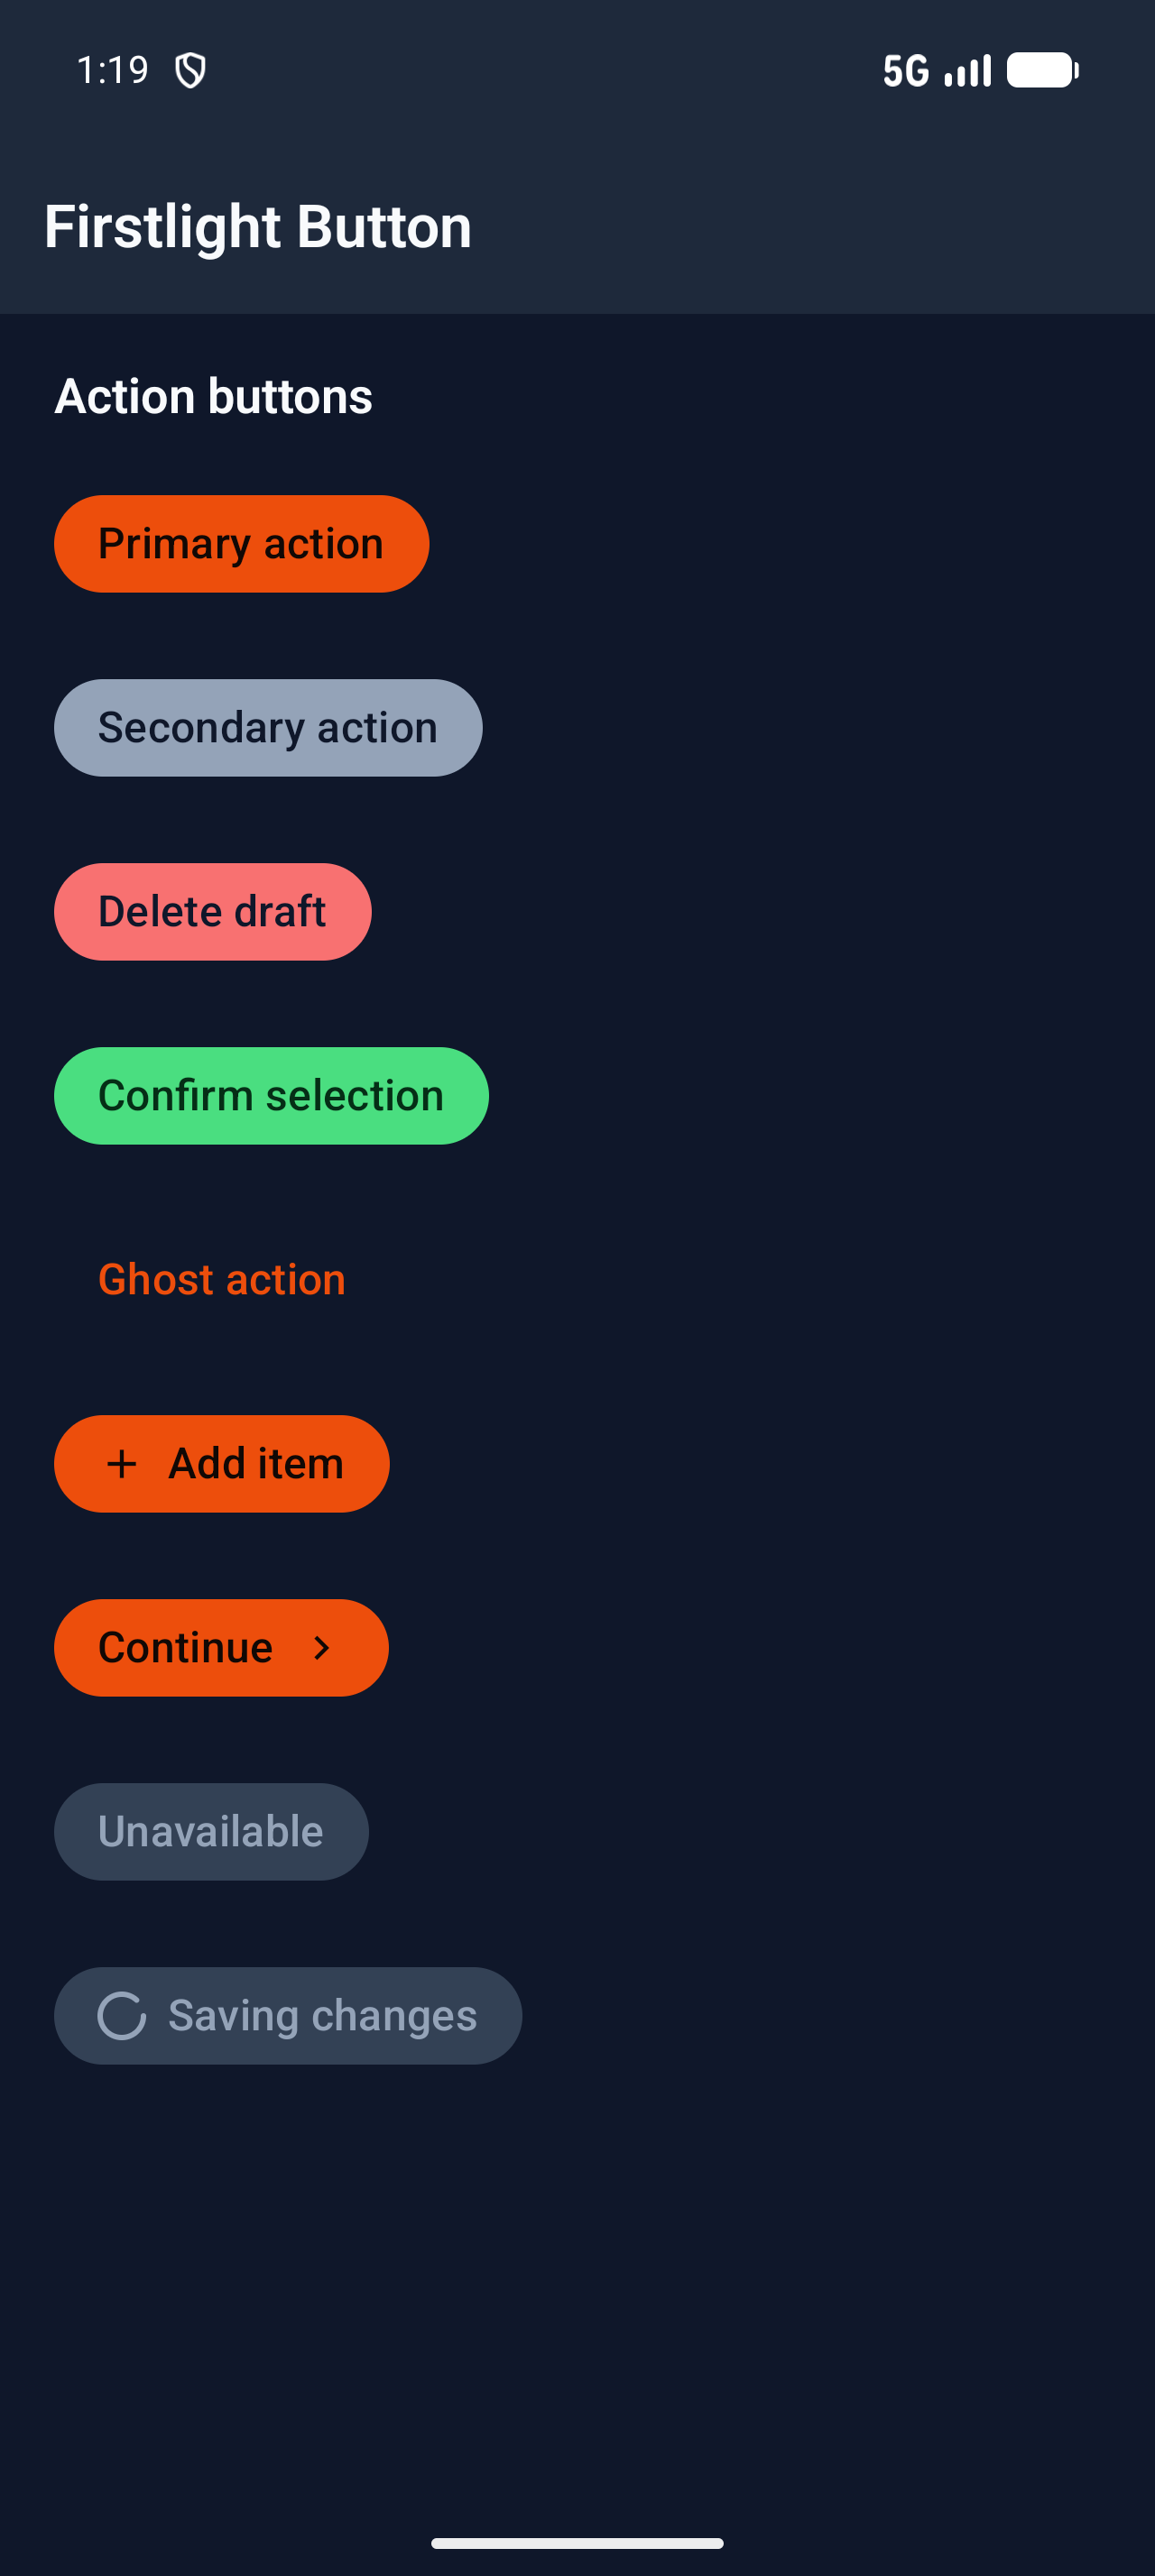 1:19
5G
Firstlight Button
Action buttons
Primary action
Secondary action
Delete draft
Confirm selection
Ghost action
Add item
Continue
Unavailable
Saving changes